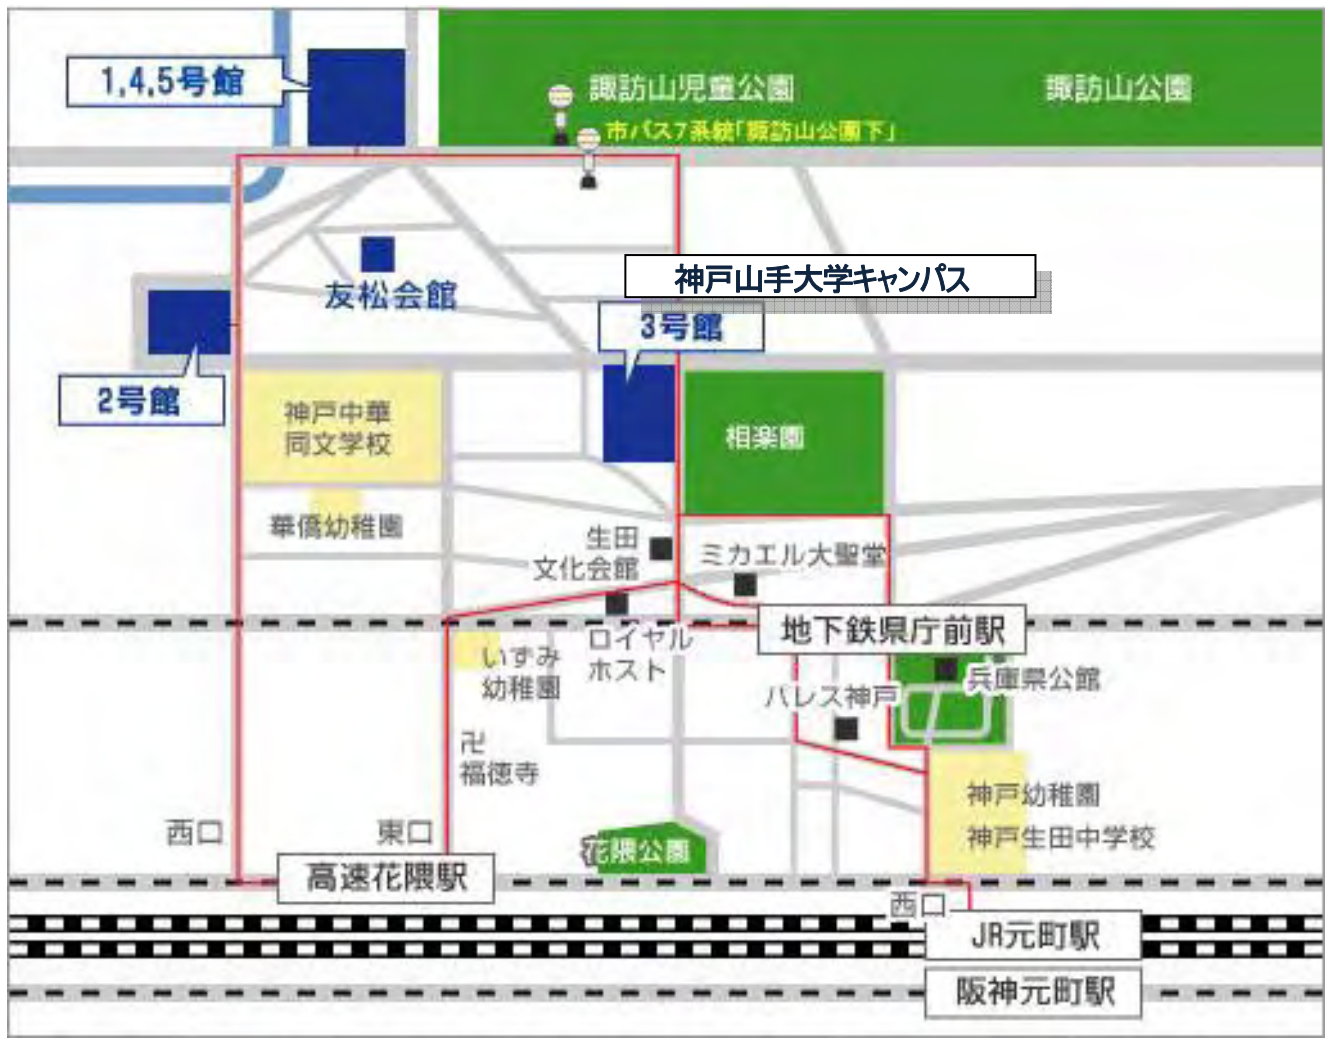 1,4,5号館
諏訪山児童公園
諏訪山公園
市バス7系統「諏訪山公園下」
友松会館
神戸山手大学キャンパス
3号館
2号館
神戸中華
同文学校
相楽園
華僑幼稚園
生田
文化会館
ミカエル大聖堂
地下鉄県庁前駅
ロイヤル
ホスト
いずみ
幼稚園
兵庫県公館
パレス神戸
卍
福徳寺
神戸幼稚園
神戸生田中学校
西口
東口
花隈公園
高速花隈駅
西口
JR元町駅
阪神元町駅